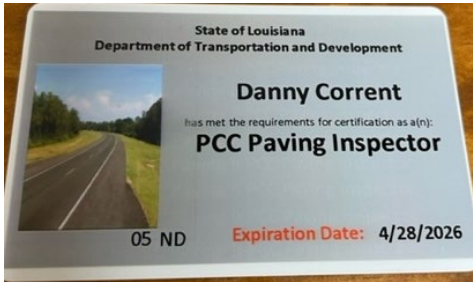 State of Louisiana
Department of Transportation and Development
Danny Corrent
has met the requirements for certification as a(n):
PCC Paving Inspector
05 ND
Expiration Date: 4/28/2026